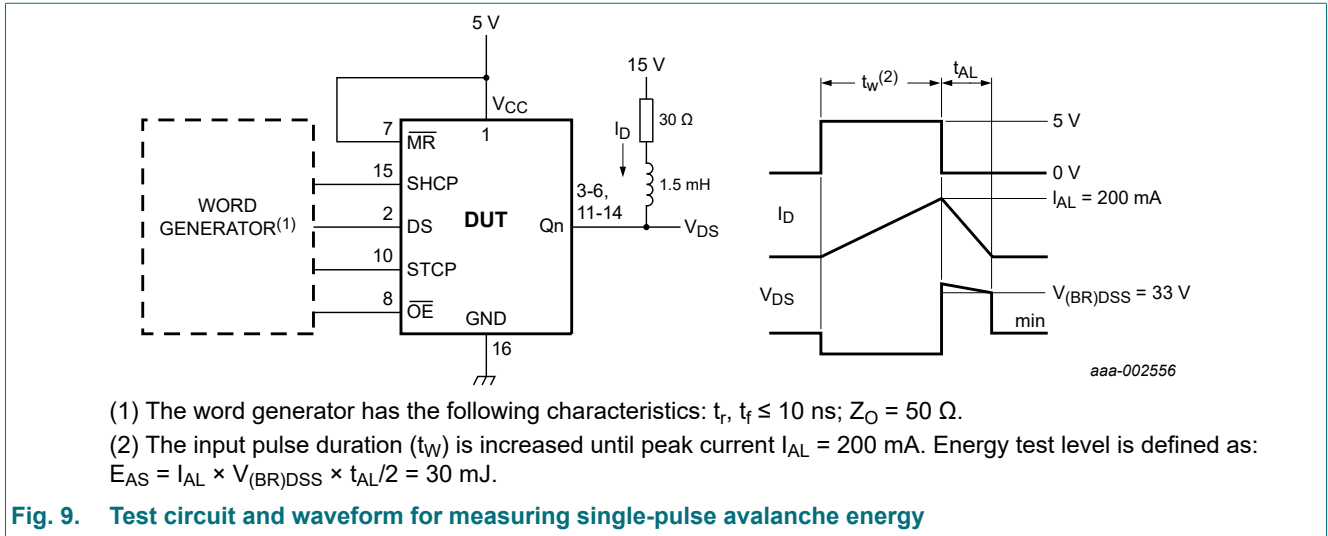 5 V
15 V
V_CC
30 Ω
I_D
7
M̅R̅
1
1.5 mH
15
SHCP
WORD
GENERATOR(1)
2
DS
DUT
Qn
3-6,
11-14
V_DS
10
STCP
8
O̅E̅
GND
16
t_W(2)
t_AL
5 V
0 V
I_AL = 200 mA
I_D
V_DS
V_(BR)DSS = 33 V
min
aaa-002556
(1) The word generator has the following characteristics: t_r, t_f ≤ 10 ns; Z_O = 50 Ω.
(2) The input pulse duration (t_W) is increased until peak current I_AL = 200 mA. Energy test level is defined as:
E_AS = I_AL × V_(BR)DSS × t_AL/2 = 30 mJ.
Fig. 9. Test circuit and waveform for measuring single-pulse avalanche energy